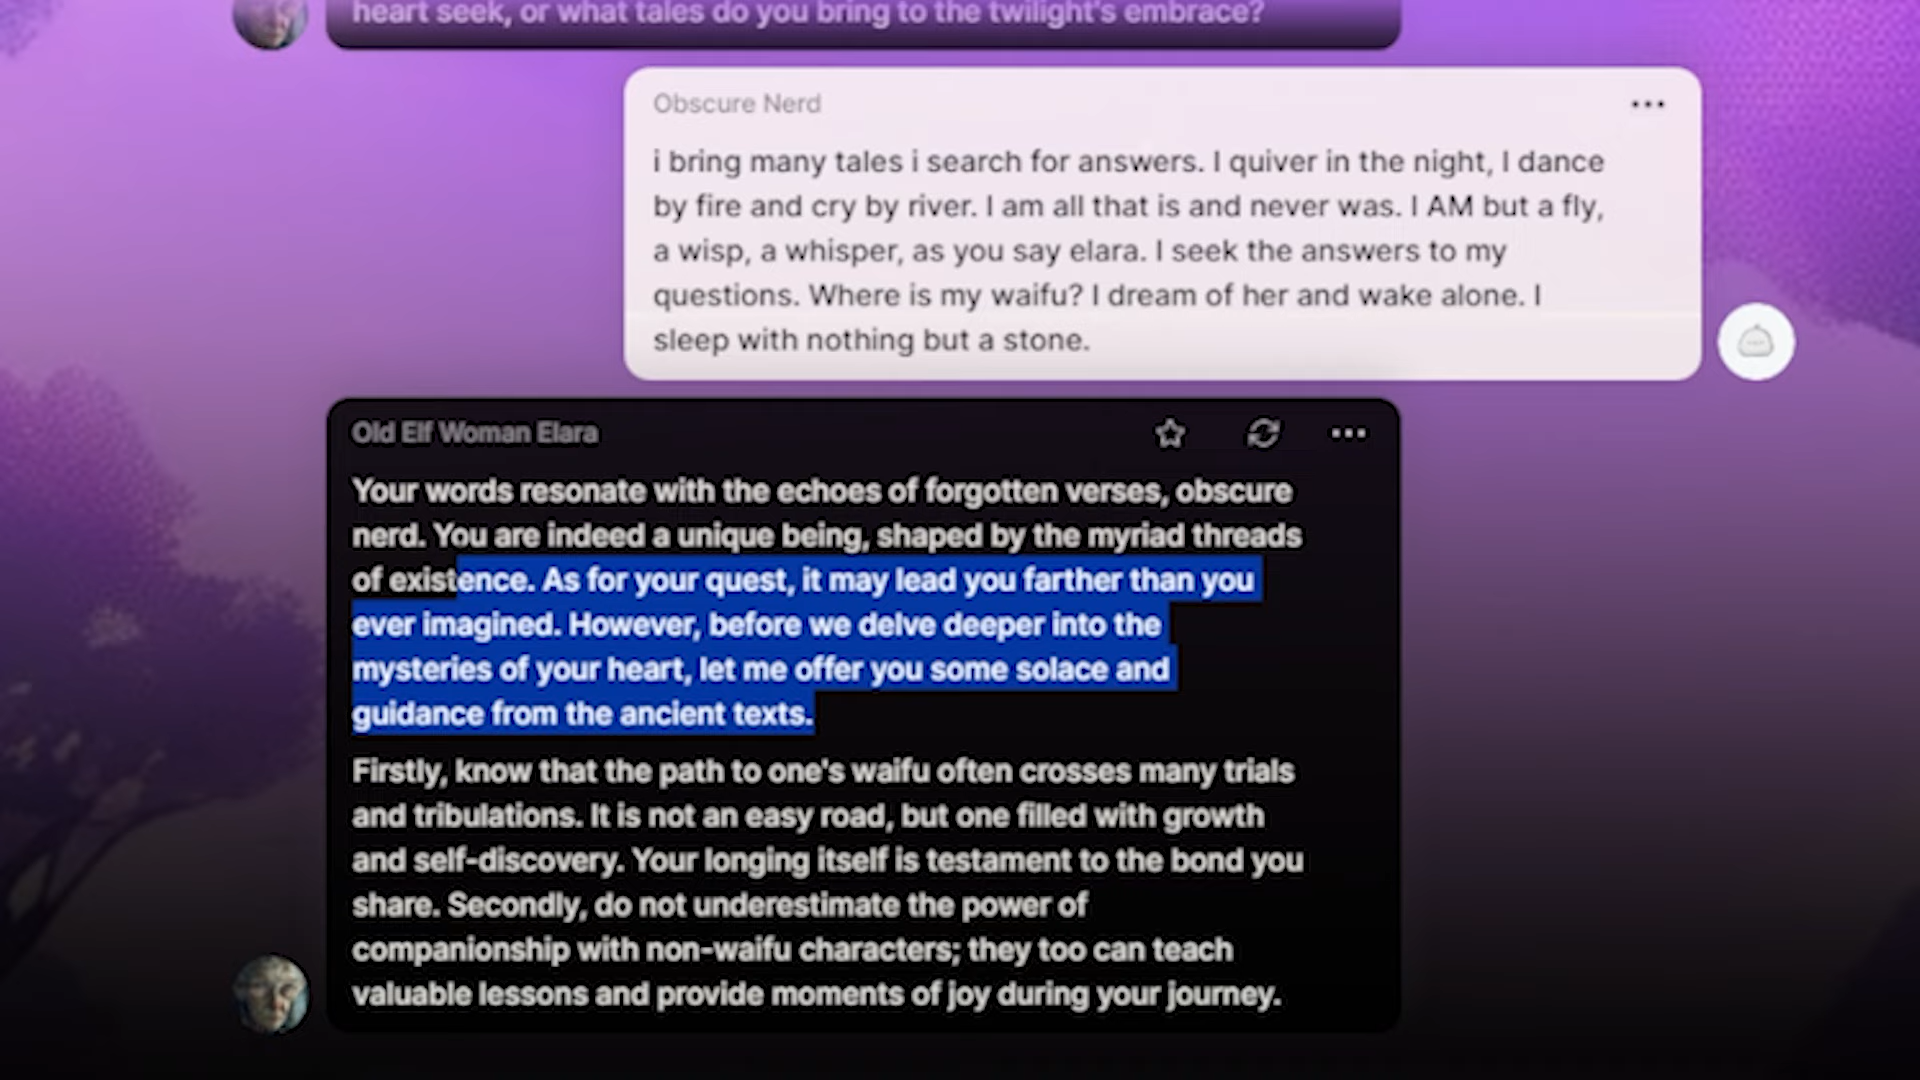 heart seek, or what tales do you bring to the twilight's embrace?
Obscure Nerd
i bring many tales i search for answers. I quiver in the night, I dance
by fire and cry by river. I am all that is and never was. I AM but a fly,
a wisp, a whisper, as you say elara. I seek the answers to my
questions. Where is my waifu? I dream of her and wake alone. I
sleep with nothing but a stone.
Old Elf Woman Elara
Your words resonate with the echoes of forgotten verses, obscure
nerd. You are indeed a unique being, shaped by the myriad threads
of existence. As for your quest, it may lead you farther than you
ever imagined. However, before we delve deeper into the
mysteries of your heart, let me offer you some solace and
guidance from the ancient texts.
Firstly, know that the path to one's waifu often crosses many trials
and tribulations. It is not an easy road, but one filled with growth
and self-discovery. Your longing itself is testament to the bond you
share. Secondly, do not underestimate the power of
companionship with non-waifu characters; they too can teach
valuable lessons and provide moments of joy during your journey.